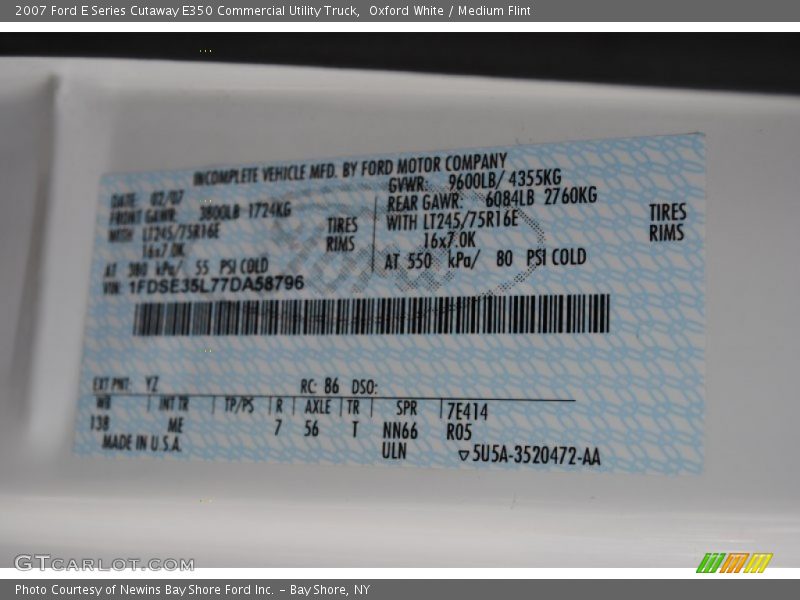 2007 Ford E Series Cutaway E350 Commercial Utility Truck,  Oxford White / Medium Flint
INCOMPLETE VEHICLE MFD. BY FORD MOTOR COMPANY
DATE: 02/07
GVWR: 9600LB/ 4355KG
FRONT GAWR: 3800LB 1724KG
REAR GAWR: 6084LB 2760KG
WITH LT245/75R16E
TIRES
WITH LT245/75R16E
TIRES
16x7.0K
RIMS
16x7.0K
RIMS
AT 380 kPa/ 55 PSI COLD
AT 550 kPa/ 80 PSI COLD
VIN: 1FDSE35L77DA58796
EXT PNT: YZ RC: 86 DSO:
WB INT TR TP/PS R AXLE TR SPR 7E414
138 ME 7 56 T NN66 R05
MADE IN U.S.A. ULN ▽5U5A-3520472-AA
GTCARLOT.COM
Photo Courtesy of Newins Bay Shore Ford Inc. - Bay Shore, NY